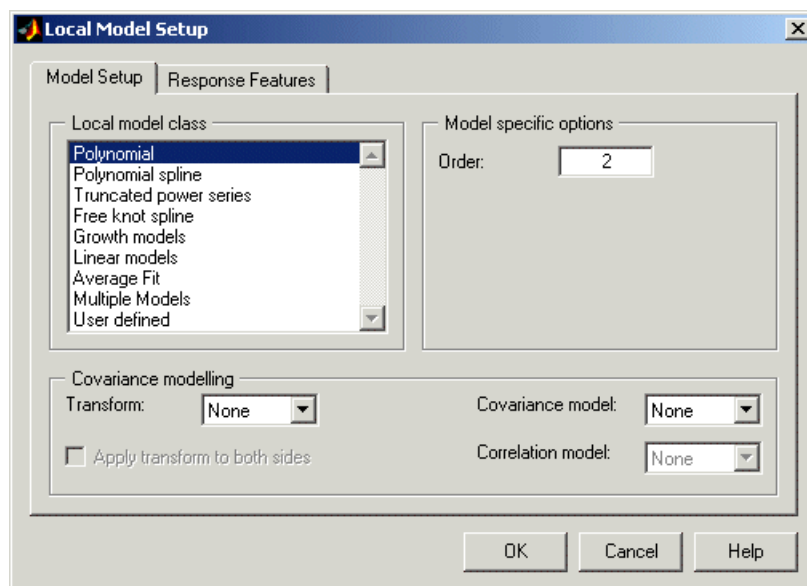 Local Model Setup
Model Setup
Response Features
Local model class
Polynomial
Polynomial spline
Truncated power series
Free knot spline
Growth models
Linear models
Average Fit
Multiple Models
User defined
Model specific options
Order: 2
Covariance modelling
Transform: None
Apply transform to both sides
Covariance model: None
Correlation model: None
OK Cancel Help